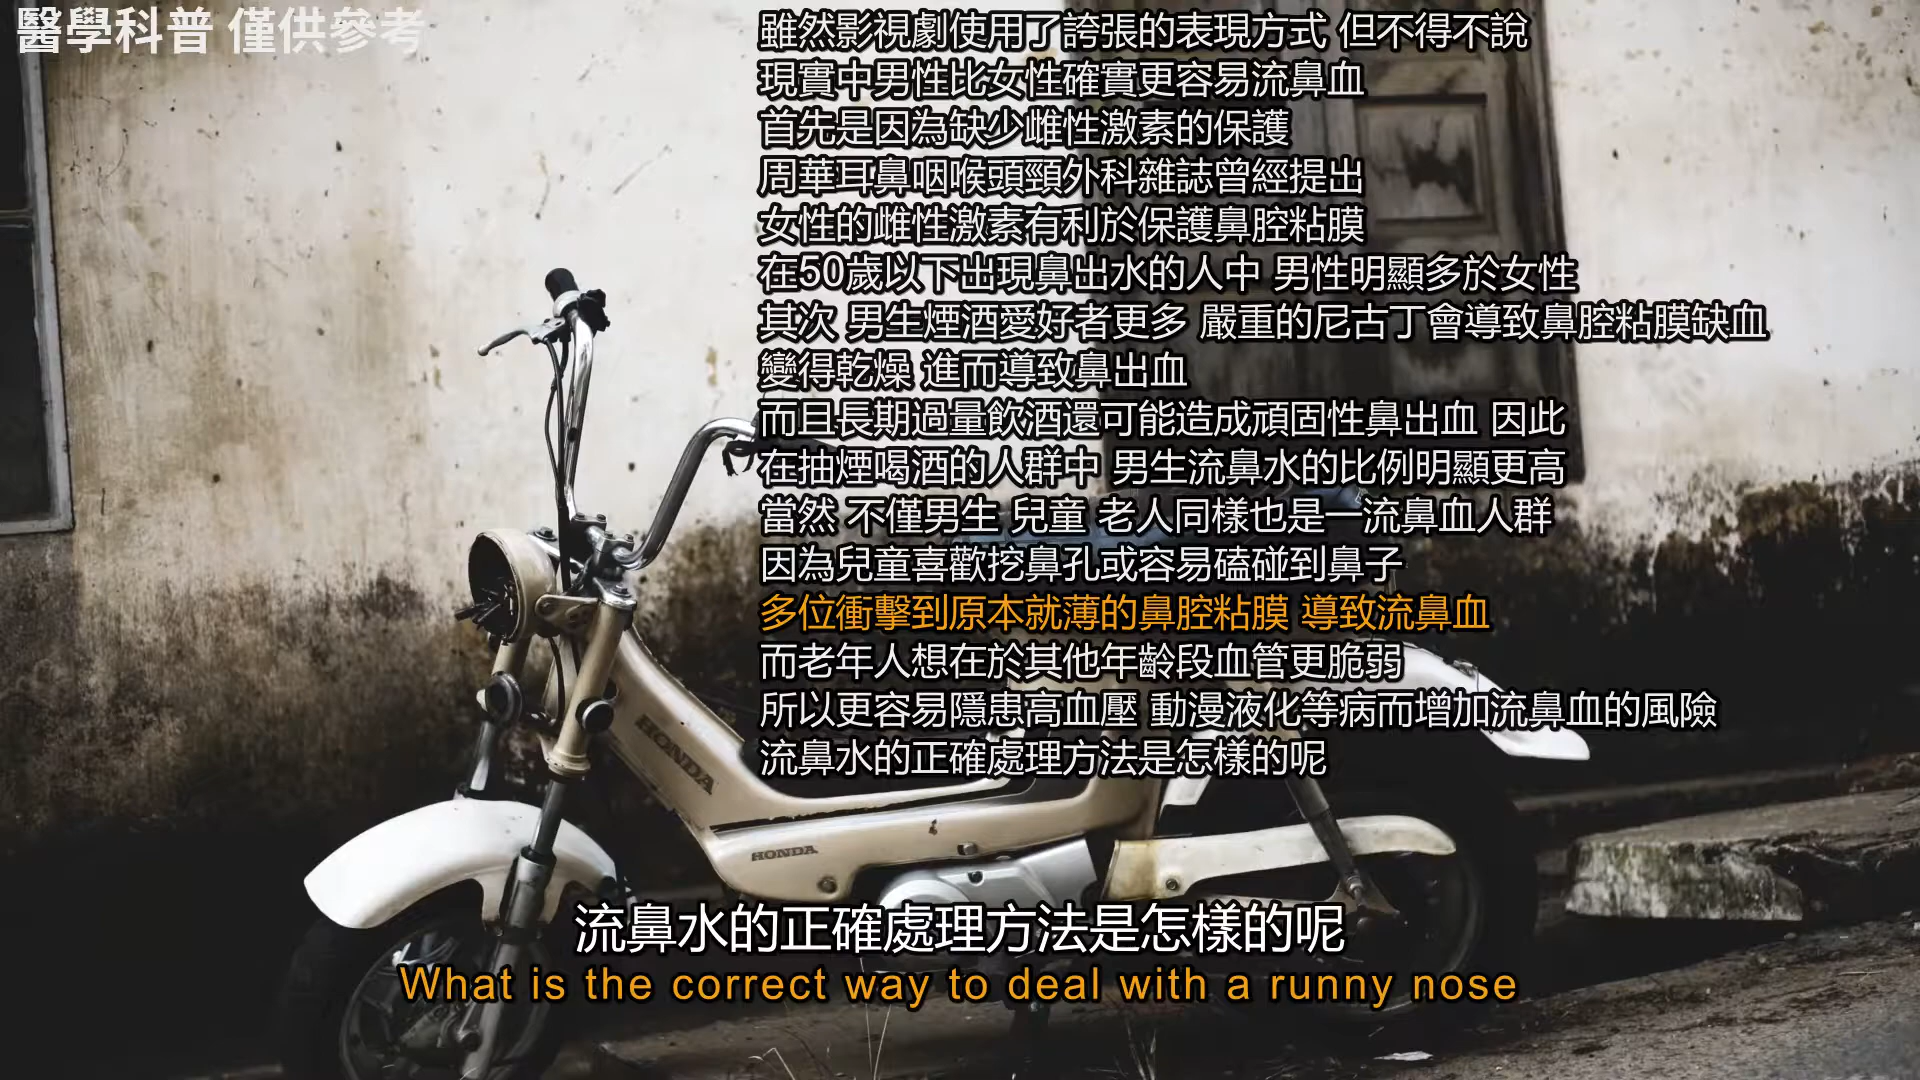 醫學科普 僅供參考
雖然影視劇使用了誇張的表現方式 但不得不說
現實中男性比女性確實更容易流鼻血
首先是因為缺少雌性激素的保護
周華耳鼻咽喉頭頸外科雜誌曾經提出
女性的雌性激素有利於保護鼻腔粘膜
在50歲以下出現鼻出水的人中 男性明顯多於女性
其次 男生煙酒愛好者更多 嚴重的尼古丁會導致鼻腔粘膜缺血
變得乾燥 進而導致鼻出血
而且長期過量飲酒還可能造成頑固性鼻出血 因此
在抽煙喝酒的人群中 男生流鼻水的比例明顯更高
當然 不僅男生 兒童 老人同樣也是一流鼻血人群
因為兒童喜歡挖鼻孔或容易磕碰到鼻子
多位衝擊到原本就薄的鼻腔粘膜 導致流鼻血
而老年人想在於其他年齡段血管更脆弱
所以更容易隱患高血壓 動漫液化等病而增加流鼻血的風險
流鼻水的正確處理方法是怎樣的呢
HONDA
HONDA
流鼻水的正確處理方法是怎樣的呢
What is the correct way to deal with a runny nose